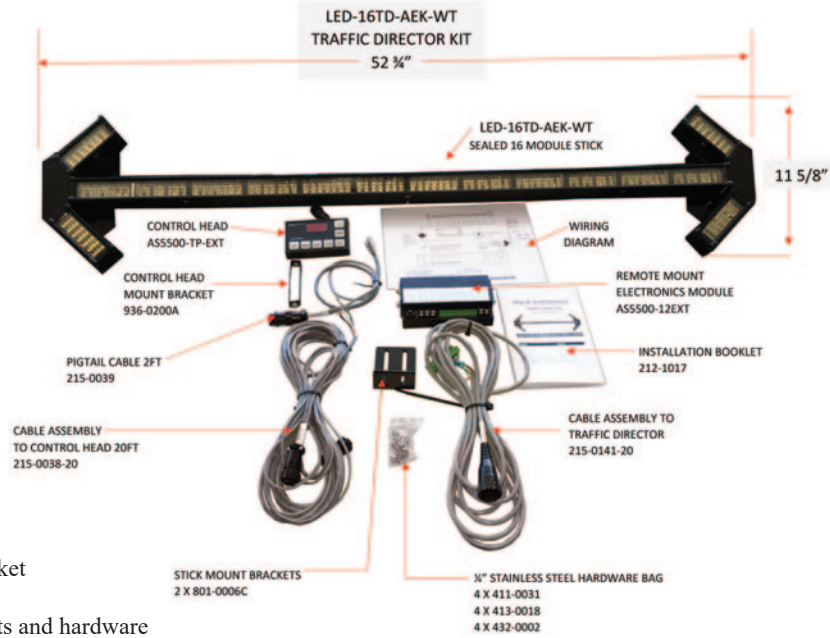 LED-16TD-AEK-WT
TRAFFIC DIRECTOR KIT
52 ¾”
LED-16TD-AEK-WT
SEALED 16 MODULE STICK
11 5/8”
CONTROL HEAD
AS5500-TP-EXT
WIRING
DIAGRAM
CONTROL HEAD
MOUNT BRACKET
936-0200A
REMOTE MOUNT
ELECTRONICS MODULE
AS5500-12EXT
PIGTAIL CABLE 2FT
215-0039
INSTALLATION BOOKLET
212-1017
CABLE ASSEMBLY
TO CONTROL HEAD 20FT
215-0038-20
CABLE ASSEMBLY TO
TRAFFIC DIRECTOR
215-0141-20
ket
STICK MOUNT BRACKETS
2 X 801-0006C
¼” STAINLESS STEEL HARDWARE BAG
4 X 411-0031
4 X 413-0018
4 X 432-0002
ts and hardware